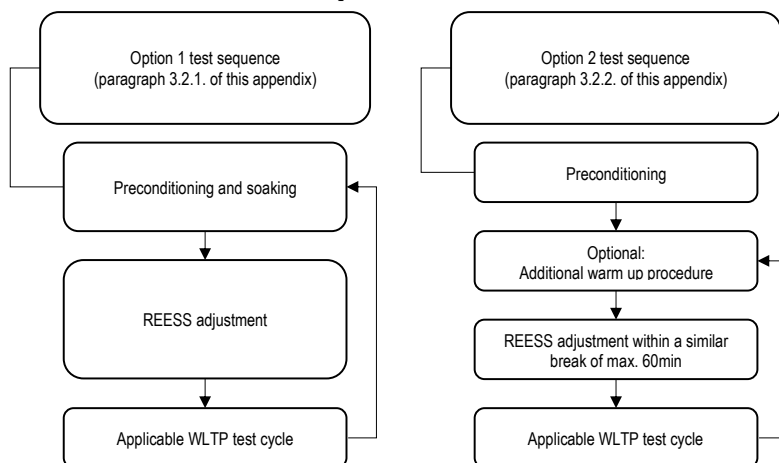 Option 1 test sequence
(paragraph 3.2.1. of this appendix)
Preconditioning and soaking
REESS adjustment
Applicable WLTP test cycle
Option 2 test sequence
(paragraph 3.2.2. of this appendix)
Preconditioning
Optional:
Additional warm up procedure
REESS adjustment within a similar
break of max. 60min
Applicable WLTP test cycle